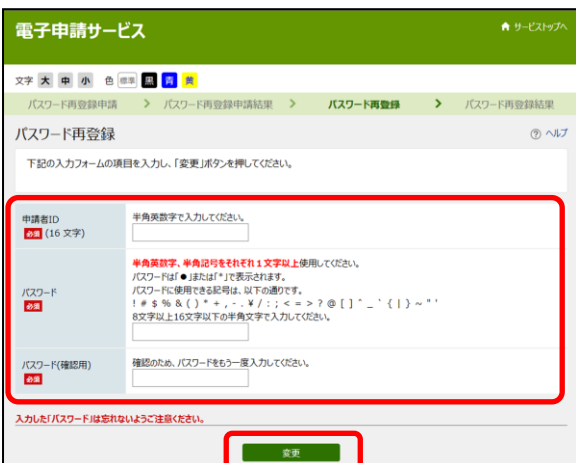 電子申請サービス
サービストップへ
文字 大 中 小 色 標準 黒 青 黄
パスワード再登録申請 > パスワード再登録申請結果 > パスワード再登録 > パスワード再登録結果
パスワード再登録
? ヘルプ
下記の入力フォームの項目を入力し、「変更」ボタンを押してください。
申請者ID
必須 (16 文字)
半角英数字で入力してください。
パスワード
必須
半角英数字、半角記号をそれぞれ1文字以上使用してください。
パスワードは「●」または「*」で表示されます。
パスワードに使用できる記号は、以下の通りです。
! # $ % & ( ) * + , - . ¥ / : ; < = > ? @ [ ] ^ _ ` { | } ~ " '
8文字以上16文字以下の半角文字で入力してください。
パスワード(確認用)
必須
確認のため、パスワードをもう一度入力してください。
入力した「パスワード」は忘れないようご注意ください。
変更